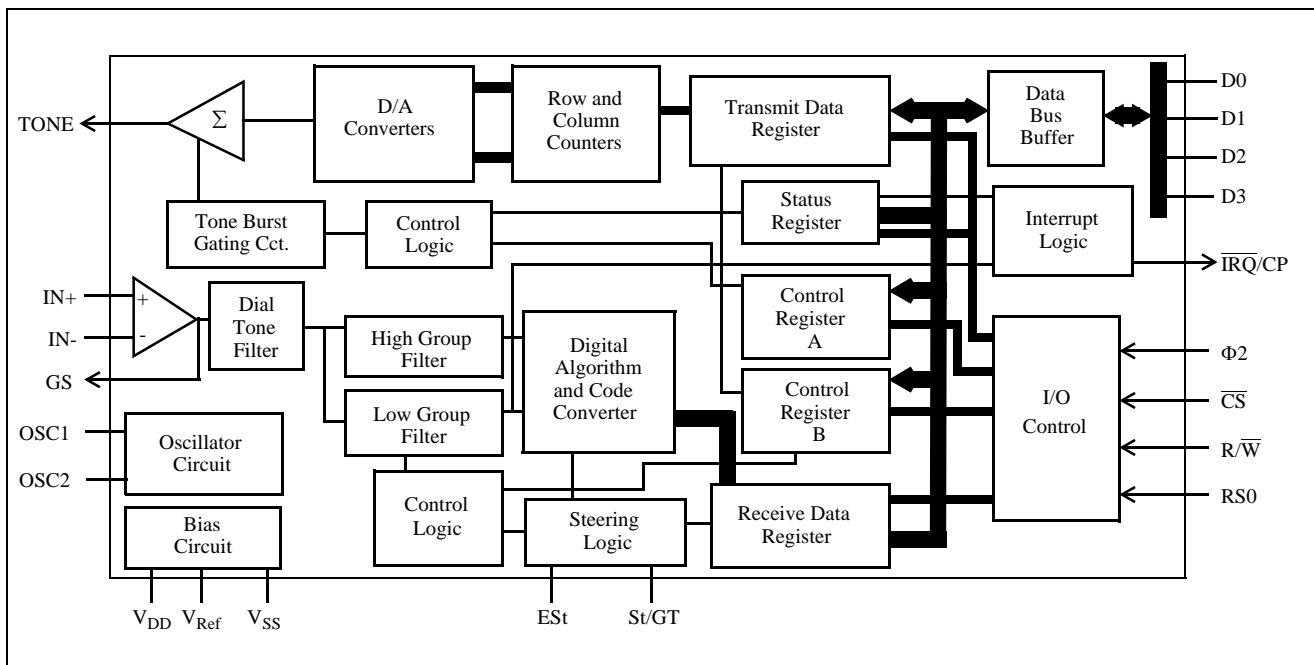 TONE
Σ
D/A
Converters
Row and
Column
Counters
Transmit Data
Register
Data
Bus
Buffer
D0
D1
D2
D3
Tone Burst
Gating Cct.
Control
Logic
Status
Register
Interrupt
Logic
I̅R̅Q̅/CP
IN+
IN-
GS
+
-
Dial
Tone
Filter
High Group
Filter
Low Group
Filter
Digital
Algorithm
and Code
Converter
Control
Register
A
Control
Register
B
I/O
Control
Φ2
C̅S̅
R/W̅
RS0
OSC1
OSC2
Oscillator
Circuit
Bias
Circuit
Control
Logic
Steering
Logic
Receive Data
Register
VDD
VRef
VSS
ESt
St/GT